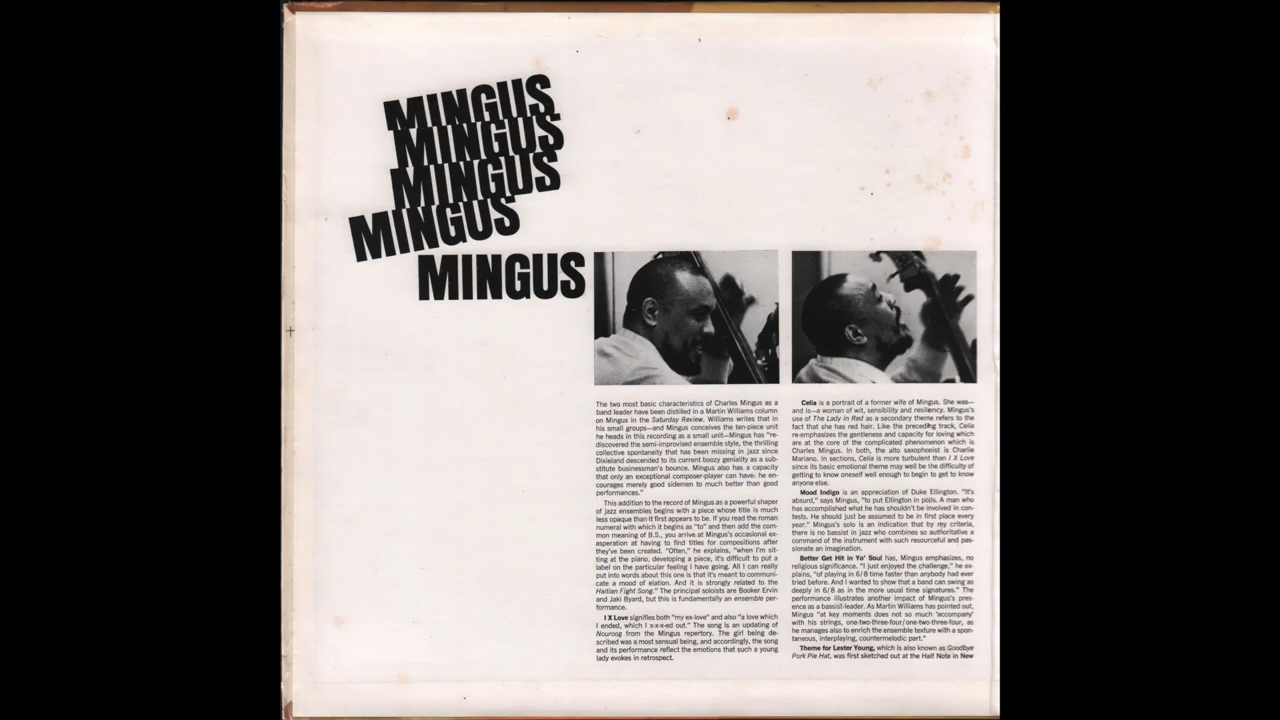 MINGUS
MINGUS
MINGUS
MINGUS
MINGUS
The two most basic characteristics of Charles Mingus as a
band leader have been distilled in a Martin Williams column
on Mingus in the Saturday Review. Williams writes that in
his small groups—and Mingus conceives the ten-piece unit
he heads in this recording as a small unit—Mingus has "re-
discovered the semi-improvised ensemble style, the thrilling
collective spontaneity that has been missing in jazz since
Dixieland descended to its current boozy geniality as a sub-
stitute businessman's bounce. Mingus also has a capacity
that only an exceptional composer-player can have: he en-
courages merely good sidemen to much better than good
performances."
This addition to the record of Mingus as a powerful shaper
of jazz ensembles begins with a piece whose title is much
less opaque than it first appears to be. If you read the roman
numeral with which it begins as "to" and then add the com-
mon meaning of B.S., you arrive at Mingus's occasional ex-
asperation at having to find titles for compositions after
they've been created. "Often," he explains, "when I'm sit-
ting at the piano, developing a piece, it's difficult to put a
label on the particular feeling I have going. All I can really
put into words about this one is that it's meant to communi-
cate a mood of elation. And it is strongly related to the
Haitian Fight Song." The principal soloists are Booker Ervin
and Jaki Byard, but this is fundamentally an ensemble per-
formance.
I X Love signifies both "my ex-love" and also "a love which
I ended, which I x-x-x-ed out." The song is an updating of
Nouroog from the Mingus repertory. The girl being de-
scribed was a most sensual being, and accordingly, the song
and its performance reflect the emotions that such a young
lady evokes in retrospect.
Celia is a portrait of a former wife of Mingus. She was—
and is—a woman of wit, sensibility and resiliency. Mingus's
use of The Lady in Red as a secondary theme refers to the
fact that she has red hair. Like the preceding track, Celia
re-emphasizes the gentleness and capacity for loving which
are at the core of the complicated phenomenon which is
Charles Mingus. In both, the alto saxophonist is Charlie
Mariano. In sections, Celia is more turbulent than I X Love
since its basic emotional theme may well be the difficulty of
getting to know oneself well enough to begin to get to know
anyone else.
Mood Indigo is an appreciation of Duke Ellington. "It's
absurd," says Mingus, "to put Ellington in polls. A man who
has accomplished what he has shouldn't be involved in con-
tests. He should just be assumed to be in first place every
year." Mingus's solo is an indication that by my criteria,
there is no bassist in jazz who combines so authoritative a
command of the instrument with such resourceful and pas-
sionate an imagination.
Better Get Hit in Yo' Soul has, Mingus emphasizes, no
religious significance. "I just enjoyed the challenge," he ex-
plains, "of playing in 6/8 time faster than anybody had ever
tried before. And I wanted to show that a band can swing as
deeply in 6/8 as in the more usual time signatures." The
performance illustrates another impact of Mingus's pres-
ence as a bassist-leader. As Martin Williams has pointed out,
Mingus "at key moments does not so much 'accompany'
with his strings, one-two-three-four/one-two-three-four, as
he manages also to enrich the ensemble texture with a spon-
taneous, interplaying, countermelodic part."
Theme for Lester Young, which is also known as Goodbye
Pork Pie Hat, was first sketched out at the Half Note in New